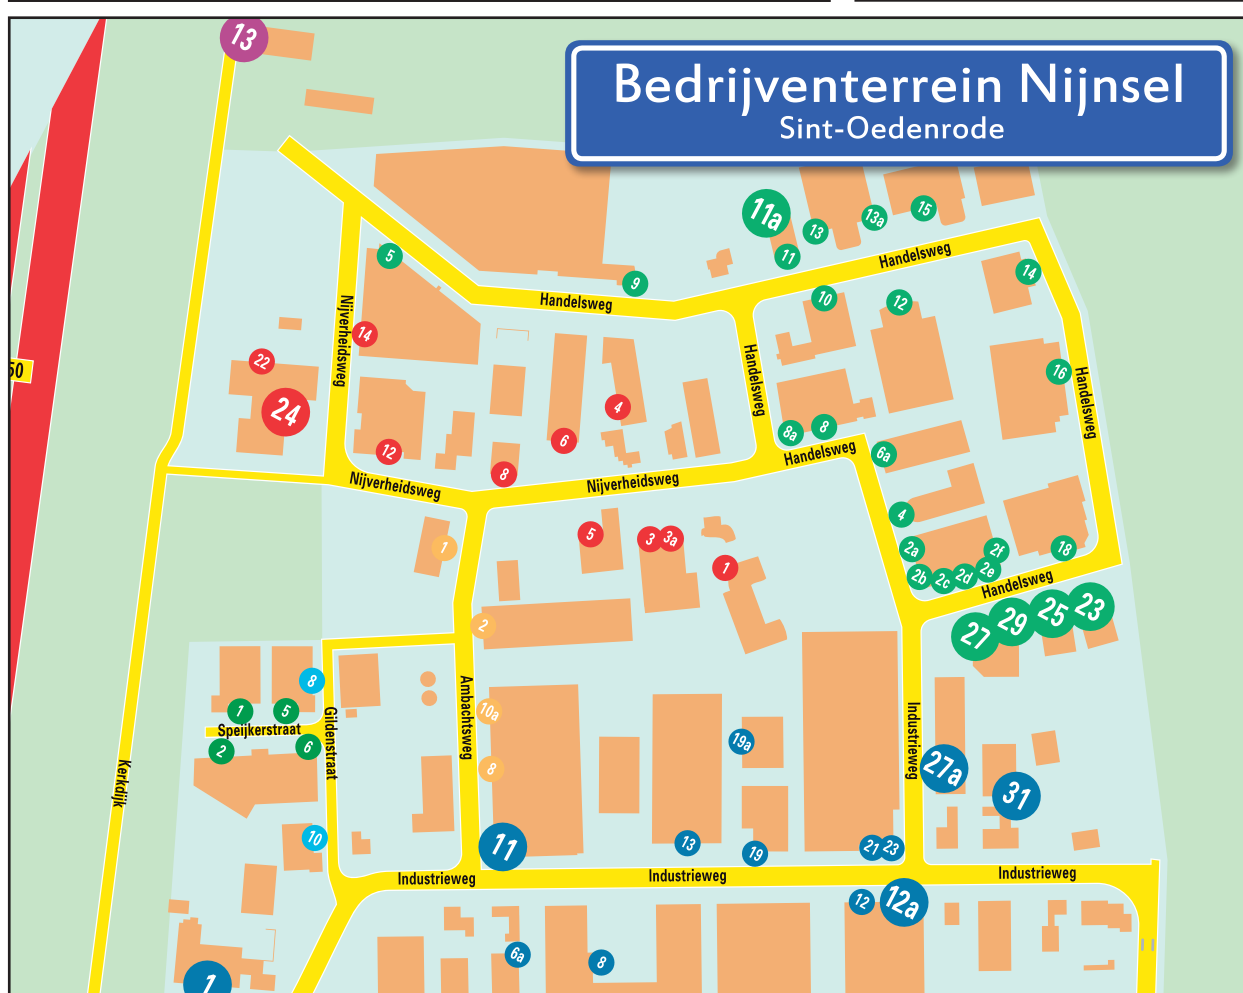 13
Bedrijventerrein Nijnsel
Sint-Oedenrode
11a
13
13a
15
11
5
9
Handelsweg
14
10
12
Handelsweg
Nijverheidsweg
14
22
24
16
Handelsweg
Handelsweg
50
4
6
12
8
8a
8
Handelsweg
6a
Nijverheidsweg
Nijverheidsweg
4
1
5
3
3a
1
2a
2b
2c
2d
2e
2f
18
Handelsweg
27
29
25
23
2
8
1
5
Speijkerstraat
2
6
Gildenstraat
Ambachtsweg
10a
8
19a
Industrieweg
27a
31
Kerkdijk
10
11
13
19
21
23
Industrieweg
Industrieweg
Industrieweg
12
12a
6a
8
1